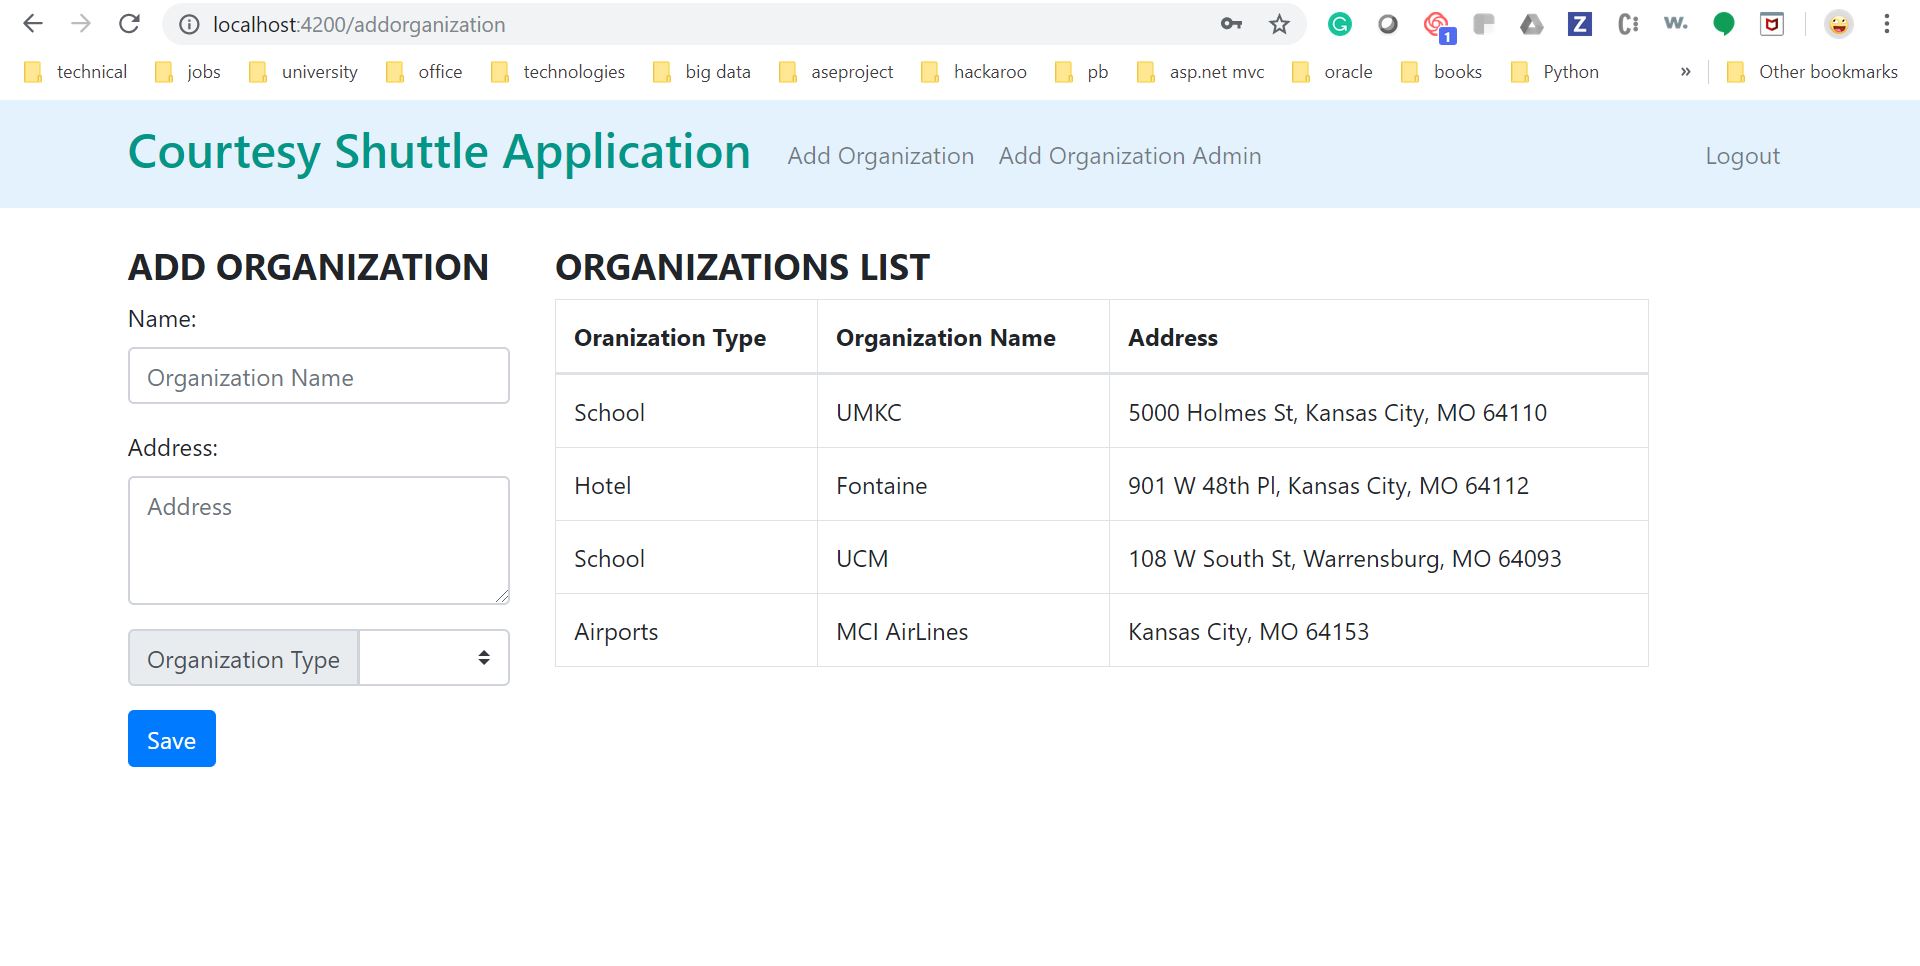 localhost:4200/addorganization
1
technical jobs university office technologies big data aseproject hackaroo pb asp.net mvc oracle books Python » Other bookmarks
Courtesy Shuttle Application Add Organization Add Organization Admin Logout
ADD ORGANIZATION
Name:
Organization Name
Address:
Address
Organization Type
Save
ORGANIZATIONS LIST
Oranization Type Organization Name Address
School UMKC 5000 Holmes St, Kansas City, MO 64110
Hotel Fontaine 901 W 48th Pl, Kansas City, MO 64112
School UCM 108 W South St, Warrensburg, MO 64093
Airports MCI AirLines Kansas City, MO 64153